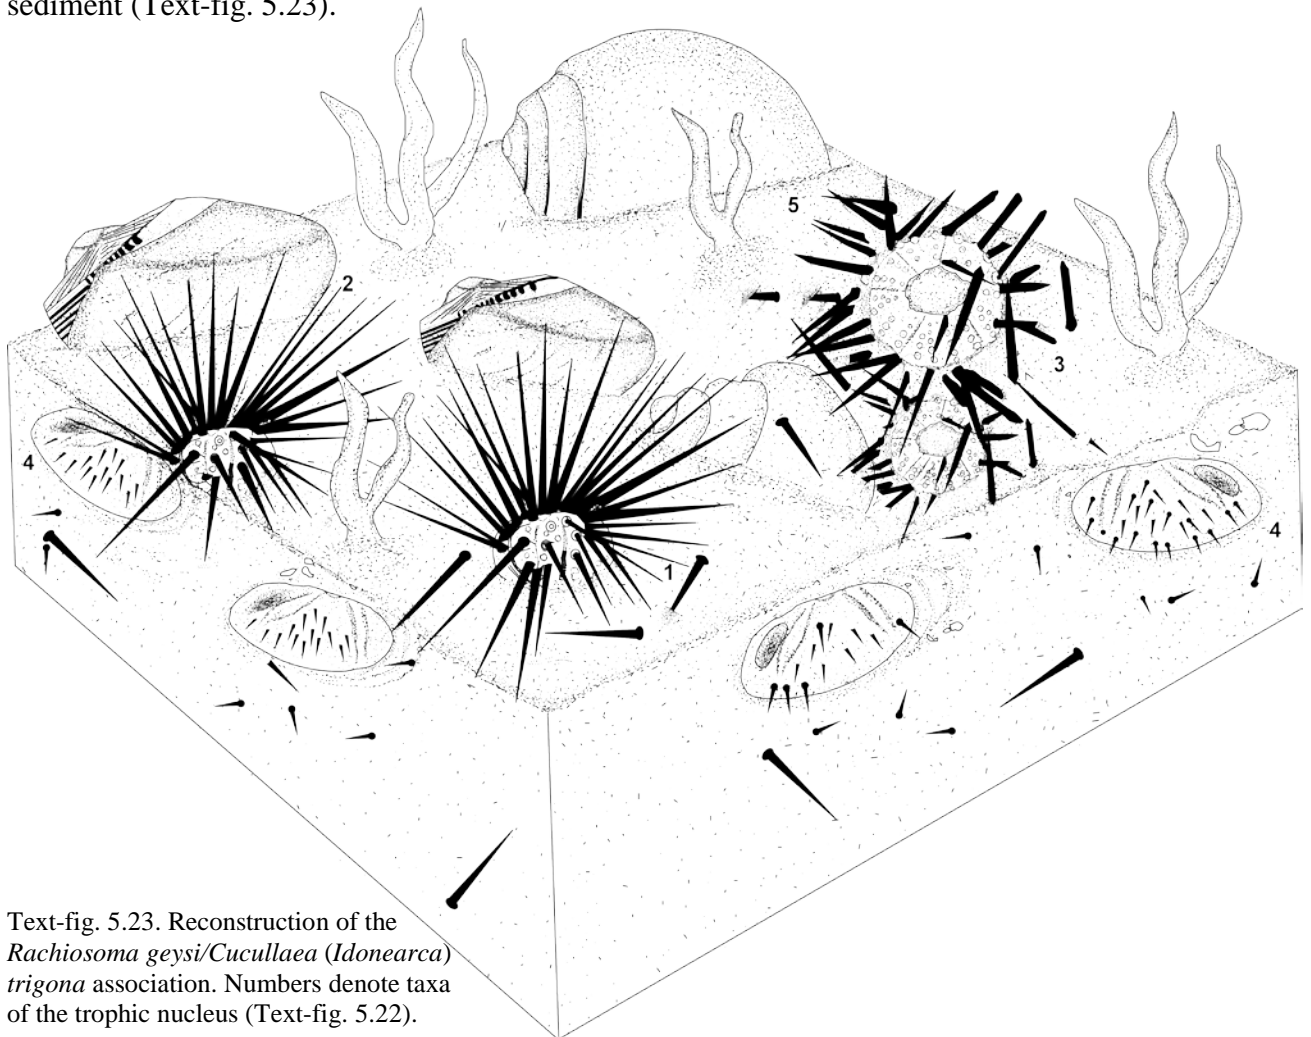 sediment (Text-fig. 5.23).
5
2
3
4
4
1
Text-fig. 5.23. Reconstruction of the
Rachiosoma geysi/Cucullaea (Idonearca)
trigona association. Numbers denote taxa
of the trophic nucleus (Text-fig. 5.22).